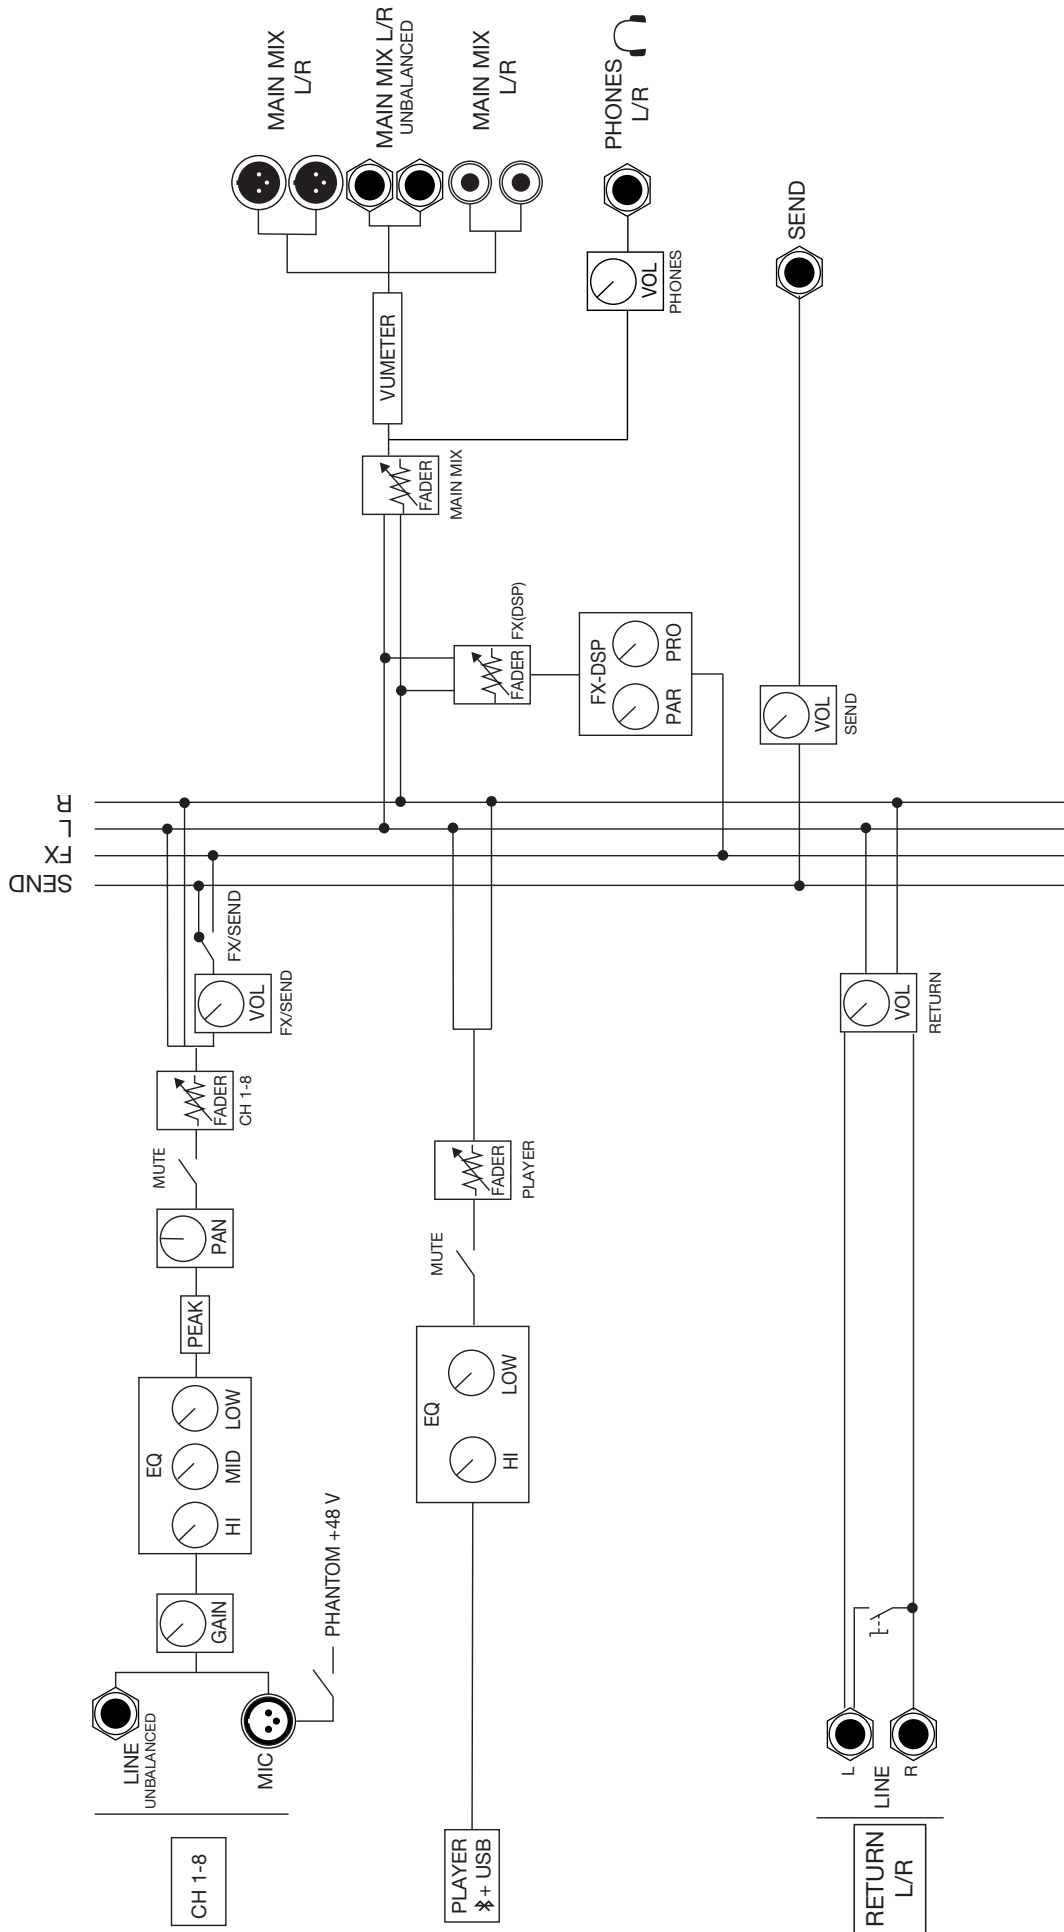 CH 1-8
LINE
UNBALANCED
MIC
PHANTOM +48 V
GAIN
EQ
HI
MID
LOW
PEAK
PAN
MUTE
FADER
CH 1-8
VOL
FX/SEND
FX/SEND
PLAYER
+ USB
EQ
HI
LOW
MUTE
FADER
PLAYER
RETURN
L/R
LINE
L
R
VOL
RETURN
SEND
FX
L
R
FADER
FX(DSP)
FX-DSP
PAR
PRO
VOL
SEND
SEND
FADER
MAIN MIX
VUMETER
VOL
PHONES
MAIN MIX
L/R
MAIN MIX L/R
UNBALANCED
MAIN MIX
L/R
PHONES
L/R